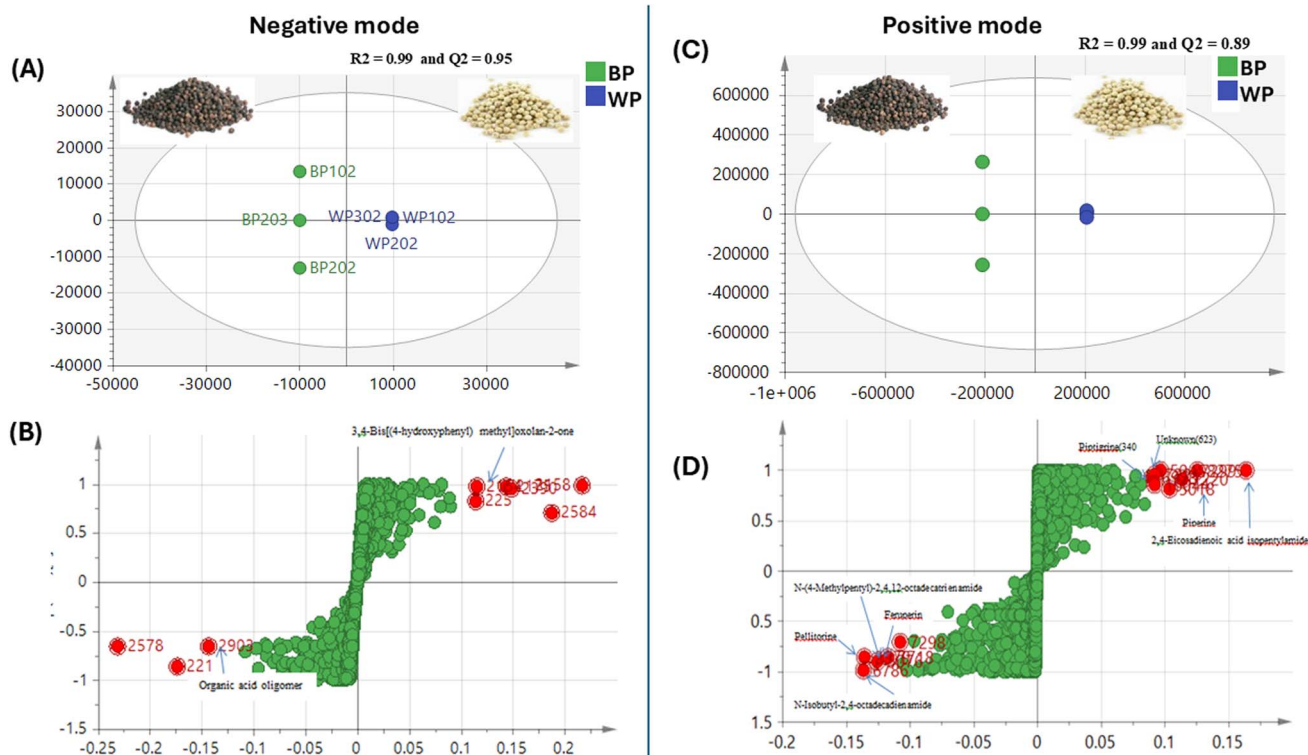 Negative mode
Positive mode
(A)
R2 = 0.99 and Q2 = 0.95
BP
WP
30000
20000
10000
0
-10000
-20000
-30000
-40000
BP102
BP203
WP302
WP102
WP202
BP202
-50000
-30000
-10000
10000
30000
(C)
R2 = 0.99 and Q2 = 0.89
BP
WP
600000
400000
200000
0
-200000
-400000
-600000
-800000
-1e+006
-600000
-200000
200000
600000
(B)
3,4-Bis[(4-hydroxyphenyl) methyl]oxolan-2-one
1
0.5
0
-0.5
-1
-1.5
225
2584
2578
2903
221
Organic acid oligomer
-0.25
-0.2
-0.15
-0.1
-0.05
0
0.05
0.1
0.15
0.2
(D)
Unknown(623)
Piperine
2,4-Eicosadienoic acid isopentylamide
1
0.5
0
0.5
-1
1.5
N-(4-Methylpentyl)-2,4,12-octadecatrienamide
Feruperin
Pellitorine
7298
N-Isobutyl-2,4-octadecadienamide
-0.1
-0.05
0
0.05
0.1
0.15